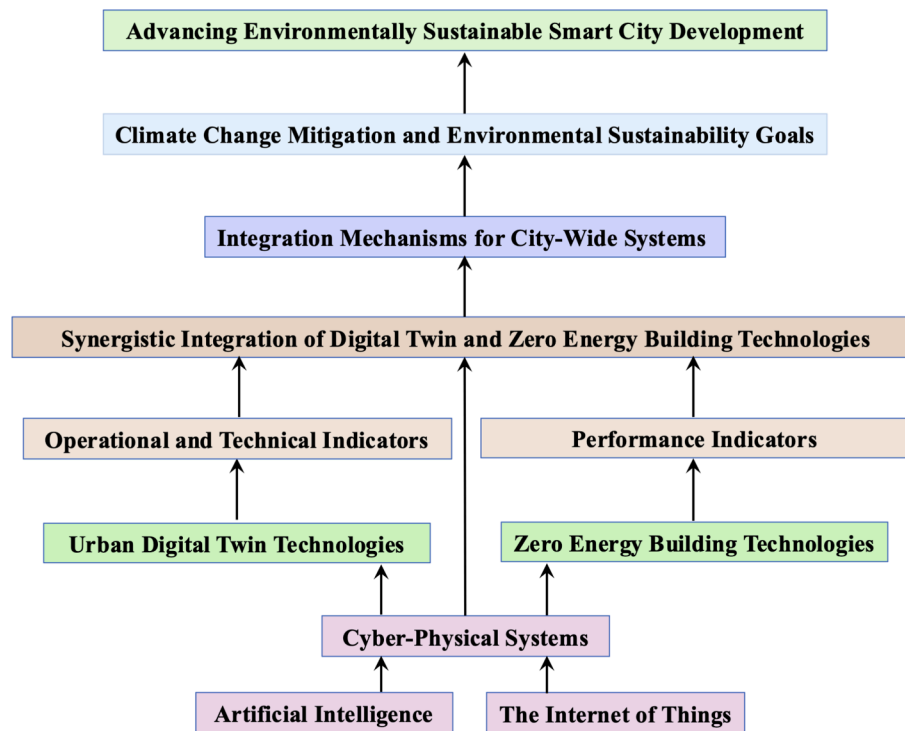 Advancing Environmentally Sustainable Smart City Development
Climate Change Mitigation and Environmental Sustainability Goals
Integration Mechanisms for City-Wide Systems
Synergistic Integration of Digital Twin and Zero Energy Building Technologies
Operational and Technical Indicators
Performance Indicators
Urban Digital Twin Technologies
Zero Energy Building Technologies
Cyber-Physical Systems
Artificial Intelligence
The Internet of Things